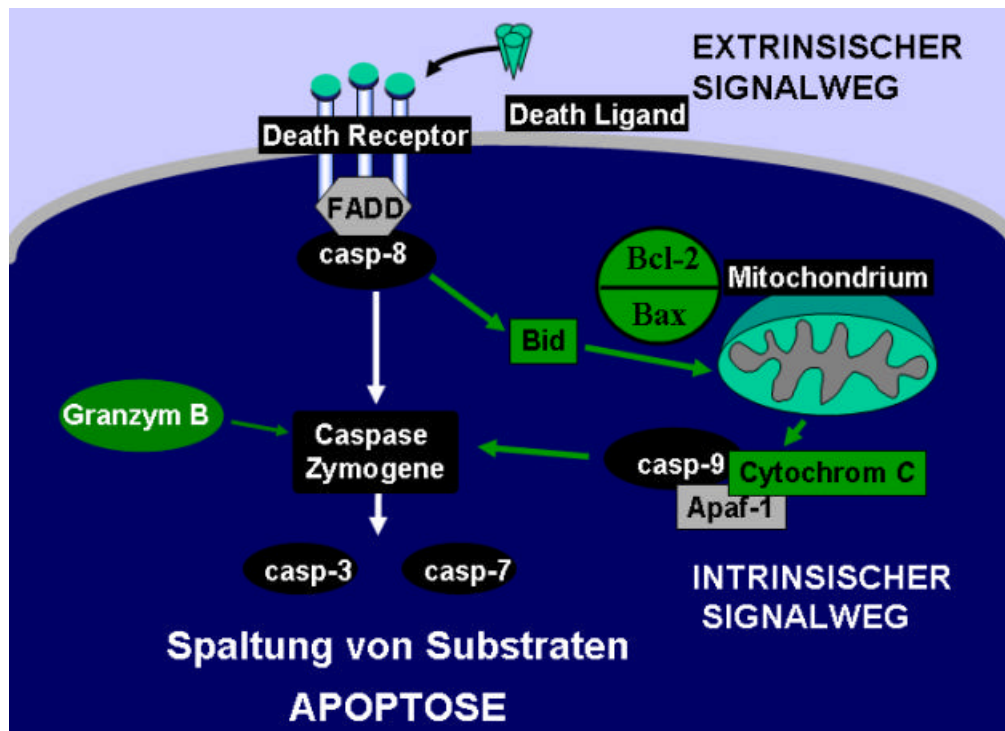 EXTRINSISCHER
SIGNALWEG
Death Ligand
Death Receptor
FADD
casp-8
Bcl-2
Bax
Mitochondrium
Bid
Granzym B
Caspase
Zymogene
casp-9
Cytochrom C
Apaf-1
casp-3
casp-7
INTRINSISCHER
SIGNALWEG
Spaltung von Substraten
APOPTOSE